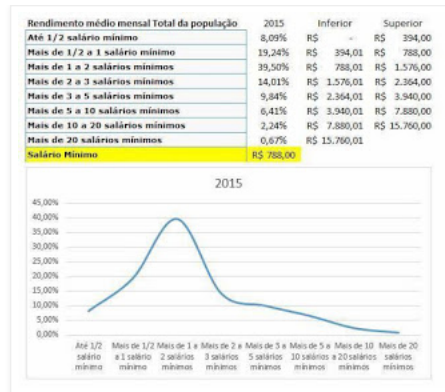 Rendimento médio mensal Total da população 2015 Inferior Superior
Até 1/2 salário mínimo 8,09% R$ - R$ 394,00
Mais de 1/2 a 1 salário mínimo 19,24% R$ 394,01 R$ 788,00
Mais de 1 a 2 salários mínimos 39,50% R$ 788,01 R$ 1.576,00
Mais de 2 a 3 salários mínimos 14,01% R$ 1.576,01 R$ 2.364,00
Mais de 3 a 5 salários mínimos 9,84% R$ 2.364,01 R$ 3.940,00
Mais de 5 a 10 salários mínimos 6,41% R$ 3.940,01 R$ 7.880,00
Mais de 10 a 20 salários mínimos 2,24% R$ 7.880,01 R$ 15.760,00
Mais de 20 salários mínimos 0,67% R$ 15.760,01
Salário Mínimo R$ 788,00
2015
45,00%
40,00%
35,00%
30,00%
25,00%
20,00%
15,00%
10,00%
5,00%
0,00%
Até 1/2 Mais de 1/2 Mais de 1 a Mais de 2 a Mais de 3 a Mais de 5 a Mais de 10 Mais de 20
salário a 1 salário 2 salários 3 salários 5 salários 10 salários a 20 salários salários
mínimo mínimo mínimos mínimos mínimos mínimos mínimos mínimos